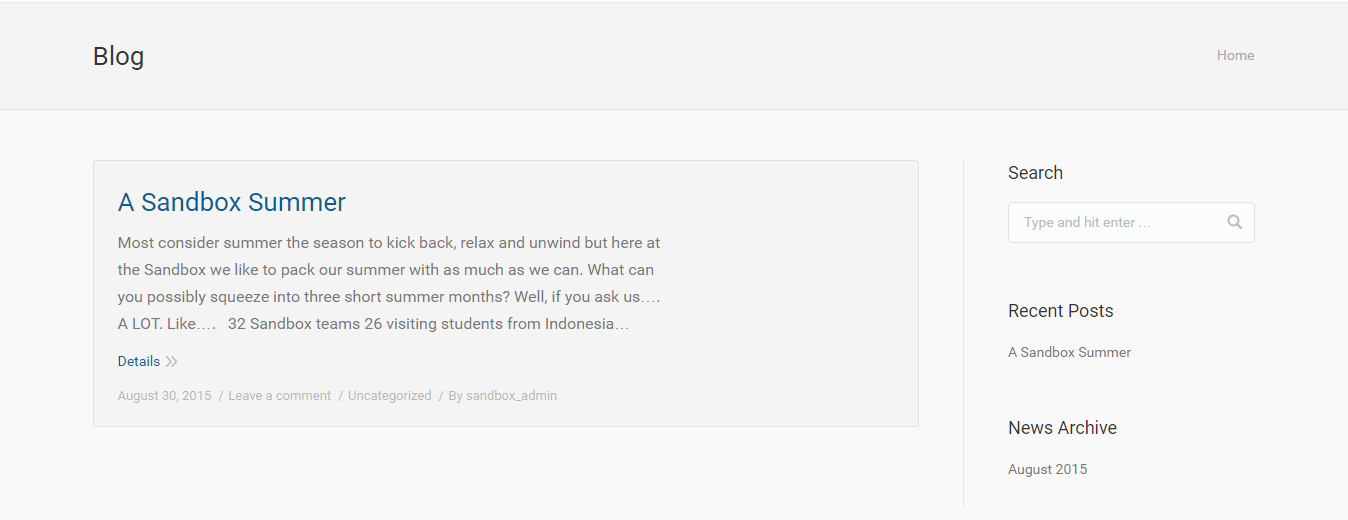 Blog
Home
A Sandbox Summer
Most consider summer the season to kick back, relax and unwind but here at
the Sandbox we like to pack our summer with as much as we can. What can
you possibly squeeze into three short summer months? Well, if you ask us….
A LOT. Like…. 32 Sandbox teams 26 visiting students from Indonesia…
Details
August 30, 2015 / Leave a comment / Uncategorized / By sandbox_admin
Search
Type and hit enter …
Recent Posts
A Sandbox Summer
News Archive
August 2015